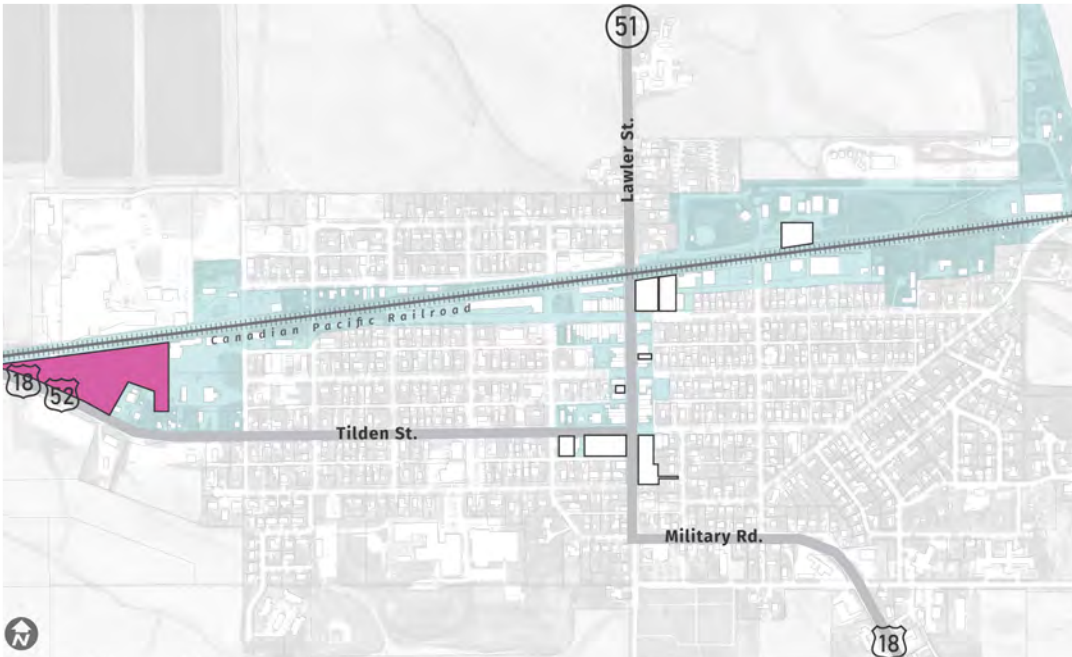 51
Lawler St.
Canadian Pacific Railroad
18
52
Tilden St.
Military Rd.
N
18